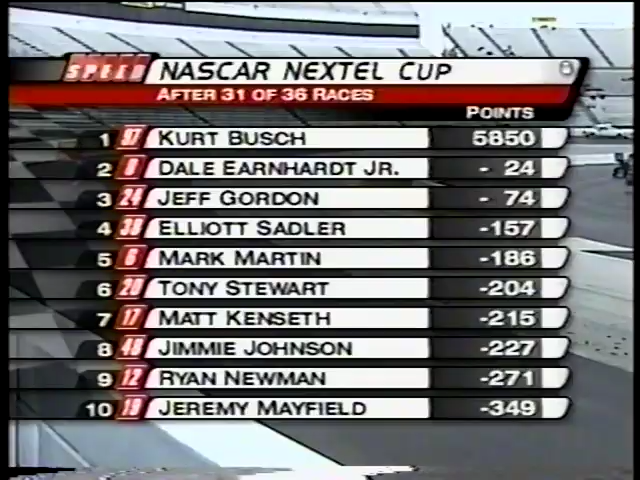 SPEED NASCAR NEXTEL CUP
AFTER 31 OF 36 RACES
POINTS
1 97 KURT BUSCH 5850
2 8 DALE EARNHARDT JR. - 24
3 24 JEFF GORDON - 74
4 38 ELLIOTT SADLER -157
5 6 MARK MARTIN -186
6 20 TONY STEWART -204
7 17 MATT KENSETH -215
8 48 JIMMIE JOHNSON -227
9 12 RYAN NEWMAN -271
10 19 JEREMY MAYFIELD -349